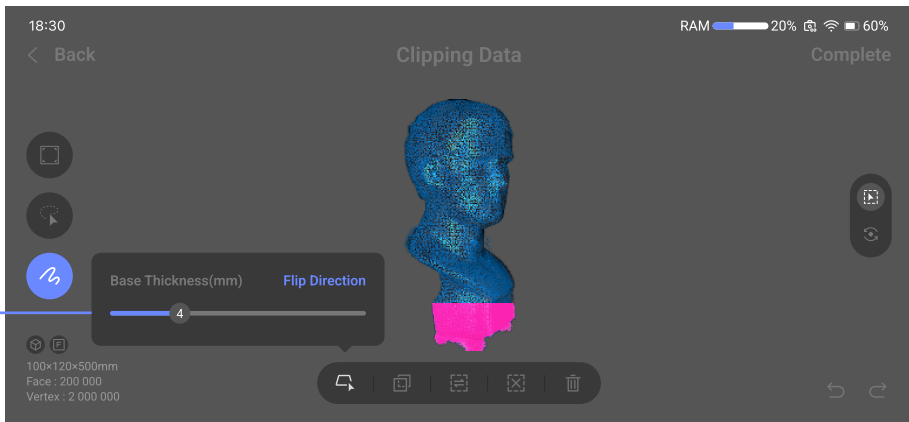 18:30
RAM 20% 60%
Back
Clipping Data
Complete
Base Thickness(mm)
Flip Direction
4
F
100×120×500mm
Face : 200 000
Vertex : 2 000 000